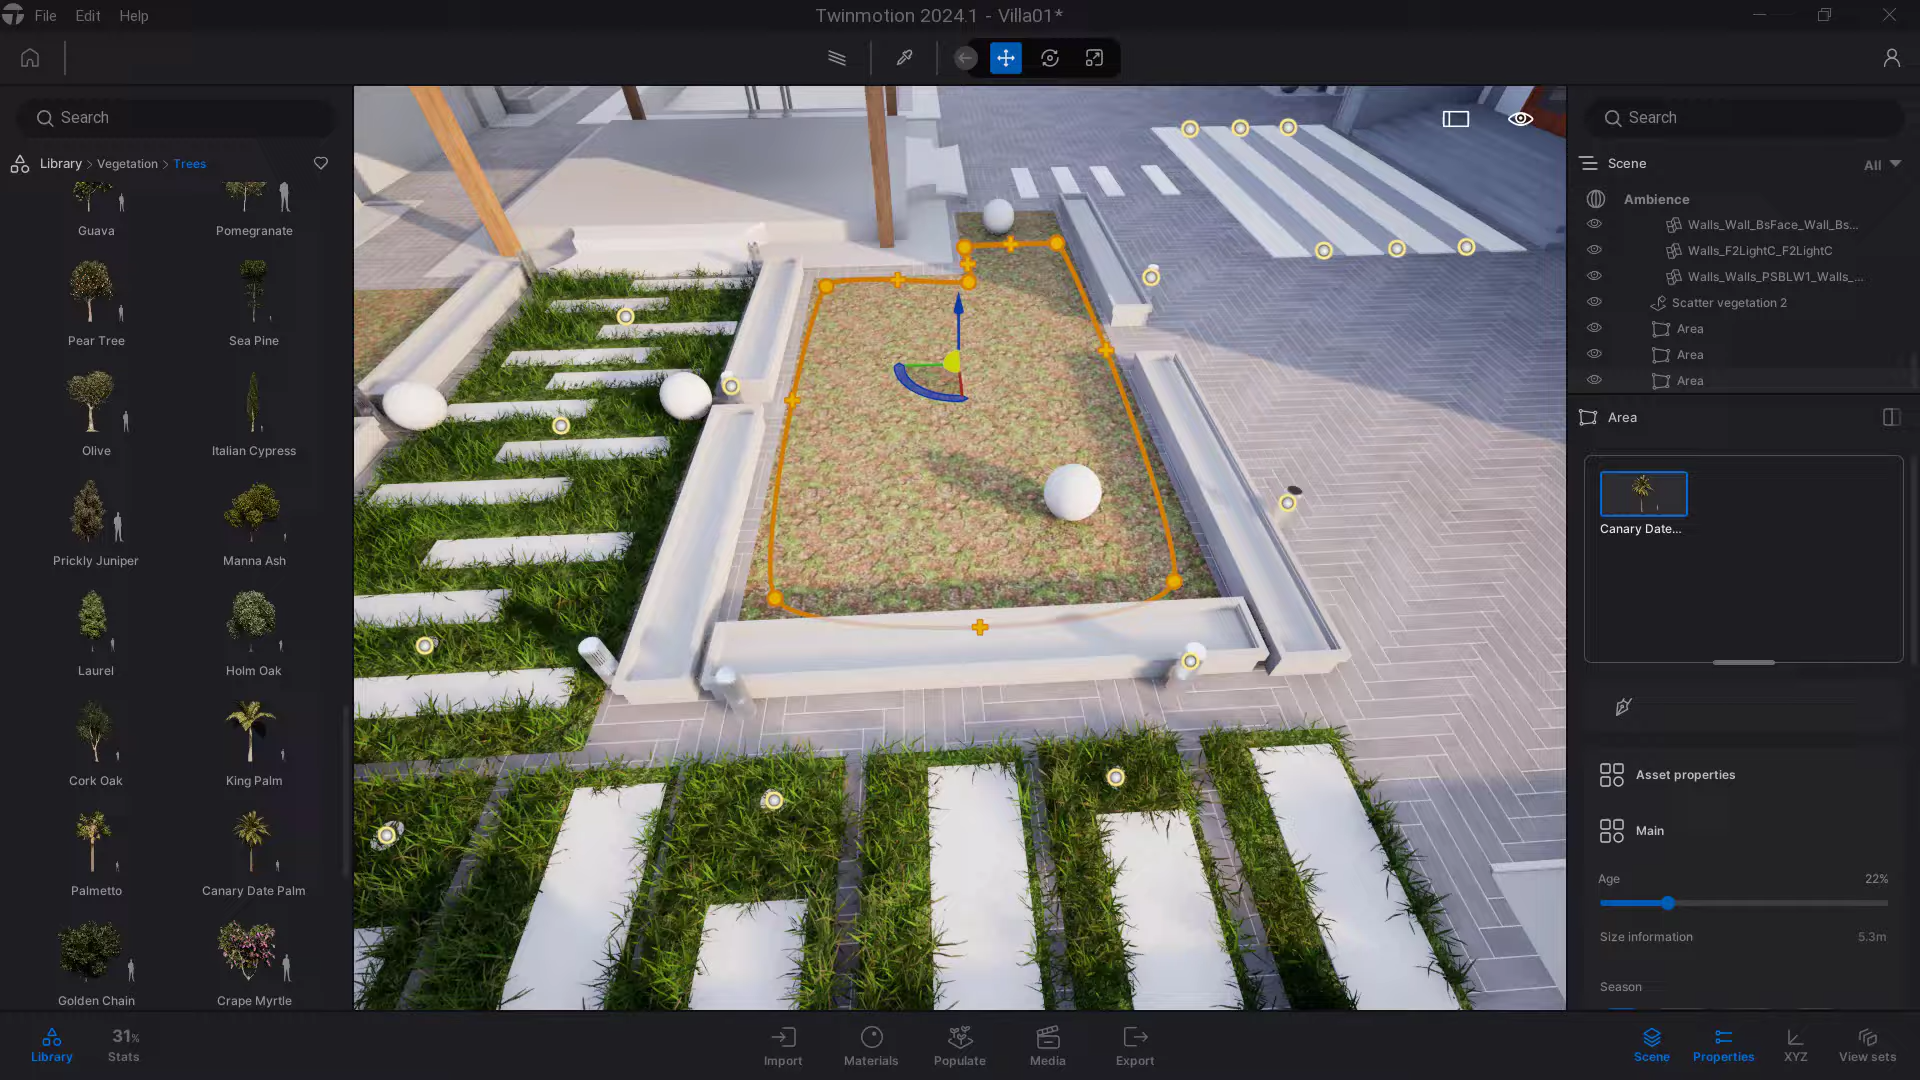 File Edit Help
Twinmotion 2024.1 - Villa01*
Search
Library > Vegetation > Trees
Guava
Pomegranate
Pear Tree
Sea Pine
Olive
Italian Cypress
Prickly Juniper
Manna Ash
Laurel
Holm Oak
Cork Oak
King Palm
Palmetto
Canary Date Palm
Golden Chain
Crape Myrtle
Search
Scene
All
Ambience
Walls_Wall_BsFace_Wall_Bs...
Walls_F2LightC_F2LightC
Walls_Walls_PSBLW1_Walls_...
Scatter vegetation 2
Area
Area
Area
Area
Canary Date...
Asset properties
Main
Age 22%
Size information 5.3m
Season
Library
31% Stats
Import
Materials
Populate
Media
Export
Scene
Properties
XYZ
View sets